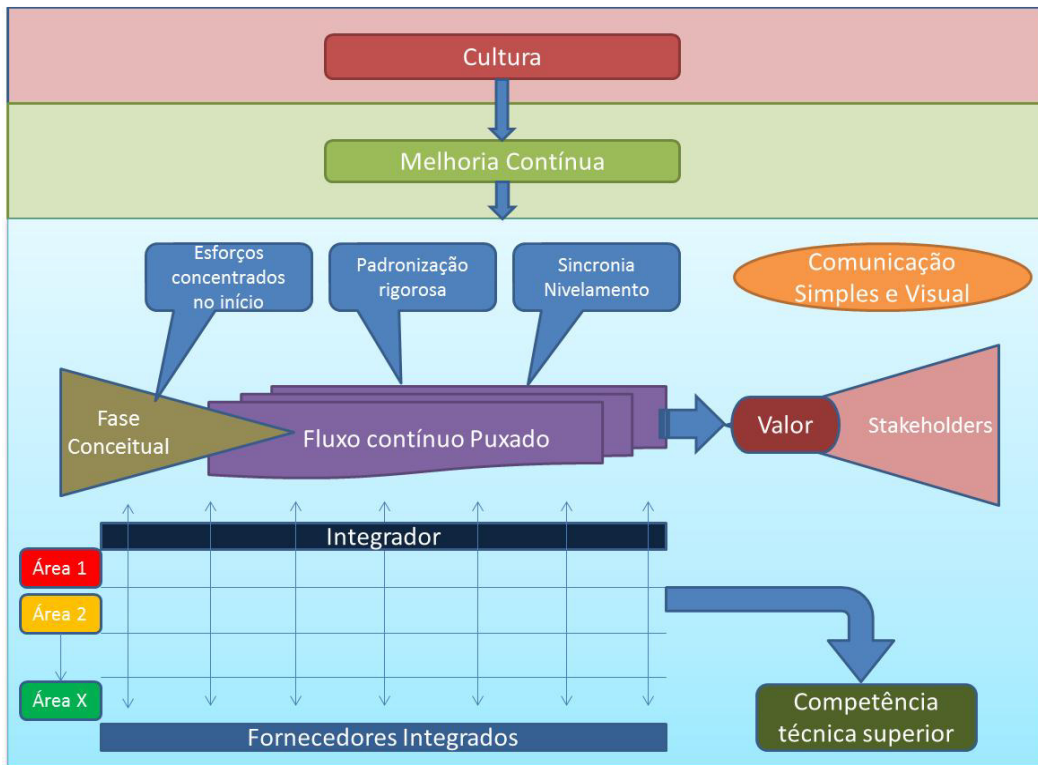 Cultura
Melhoria Contínua
Esforços
concentrados
no início
Padronização
rigorosa
Sincronia
Nivelamento
Comunicação
Simples e Visual
Fase
Conceitual
Fluxo contínuo Puxado
Valor
Stakeholders
Integrador
Área 1
Área 2
Área X
Fornecedores Integrados
Competência
técnica superior